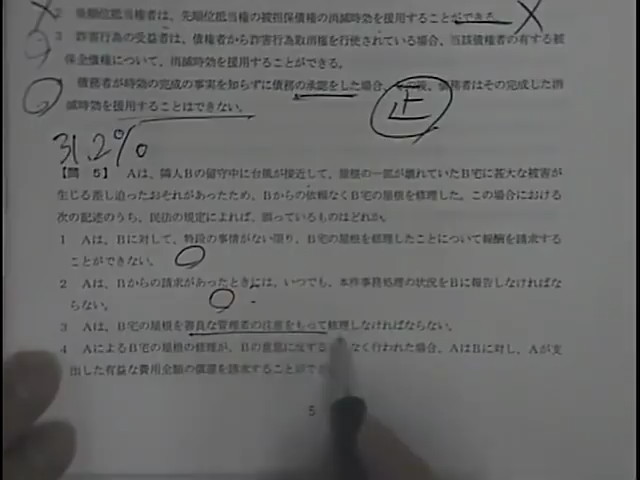 2 後順位抵当権者は、先順位抵当権の被担保債権の消滅時効を援用することができる。
3 詐害行為の受益者は、債権者から詐害行為取消権を行使されている場合、当該債権者の有する被
保全債権について、消滅時効を援用することができる。
債務者が時効の完成の事実を知らずに債務の承認をした場合、その後、債務者はその完成した消
滅時効を援用することはできない。
正
31.2%
【問 5】 Aは、隣人Bの留守中に台風が接近して、屋根の一部が壊れていたB宅に甚大な被害が
生じる差し迫ったおそれがあったため、Bからの依頼なくB宅の屋根を修理した。この場合における
次の記述のうち、民法の規定によれば、誤っているものはどれか。
1 Aは、Bに対して、特段の事情がない限り、B宅の屋根を修理したことについて報酬を請求する
ことができない。
2 Aは、Bからの請求があったときには、いつでも、本件事務処理の状況をBに報告しなければな
らない。
3 Aは、B宅の屋根を善良な管理者の注意をもって修理しなければならない。
4 AによるB宅の屋根の修理が、Bの意思に反する なく行われた場合、AはBに対し、Aが支
出した有益な費用全額の償還を請求することがで
5